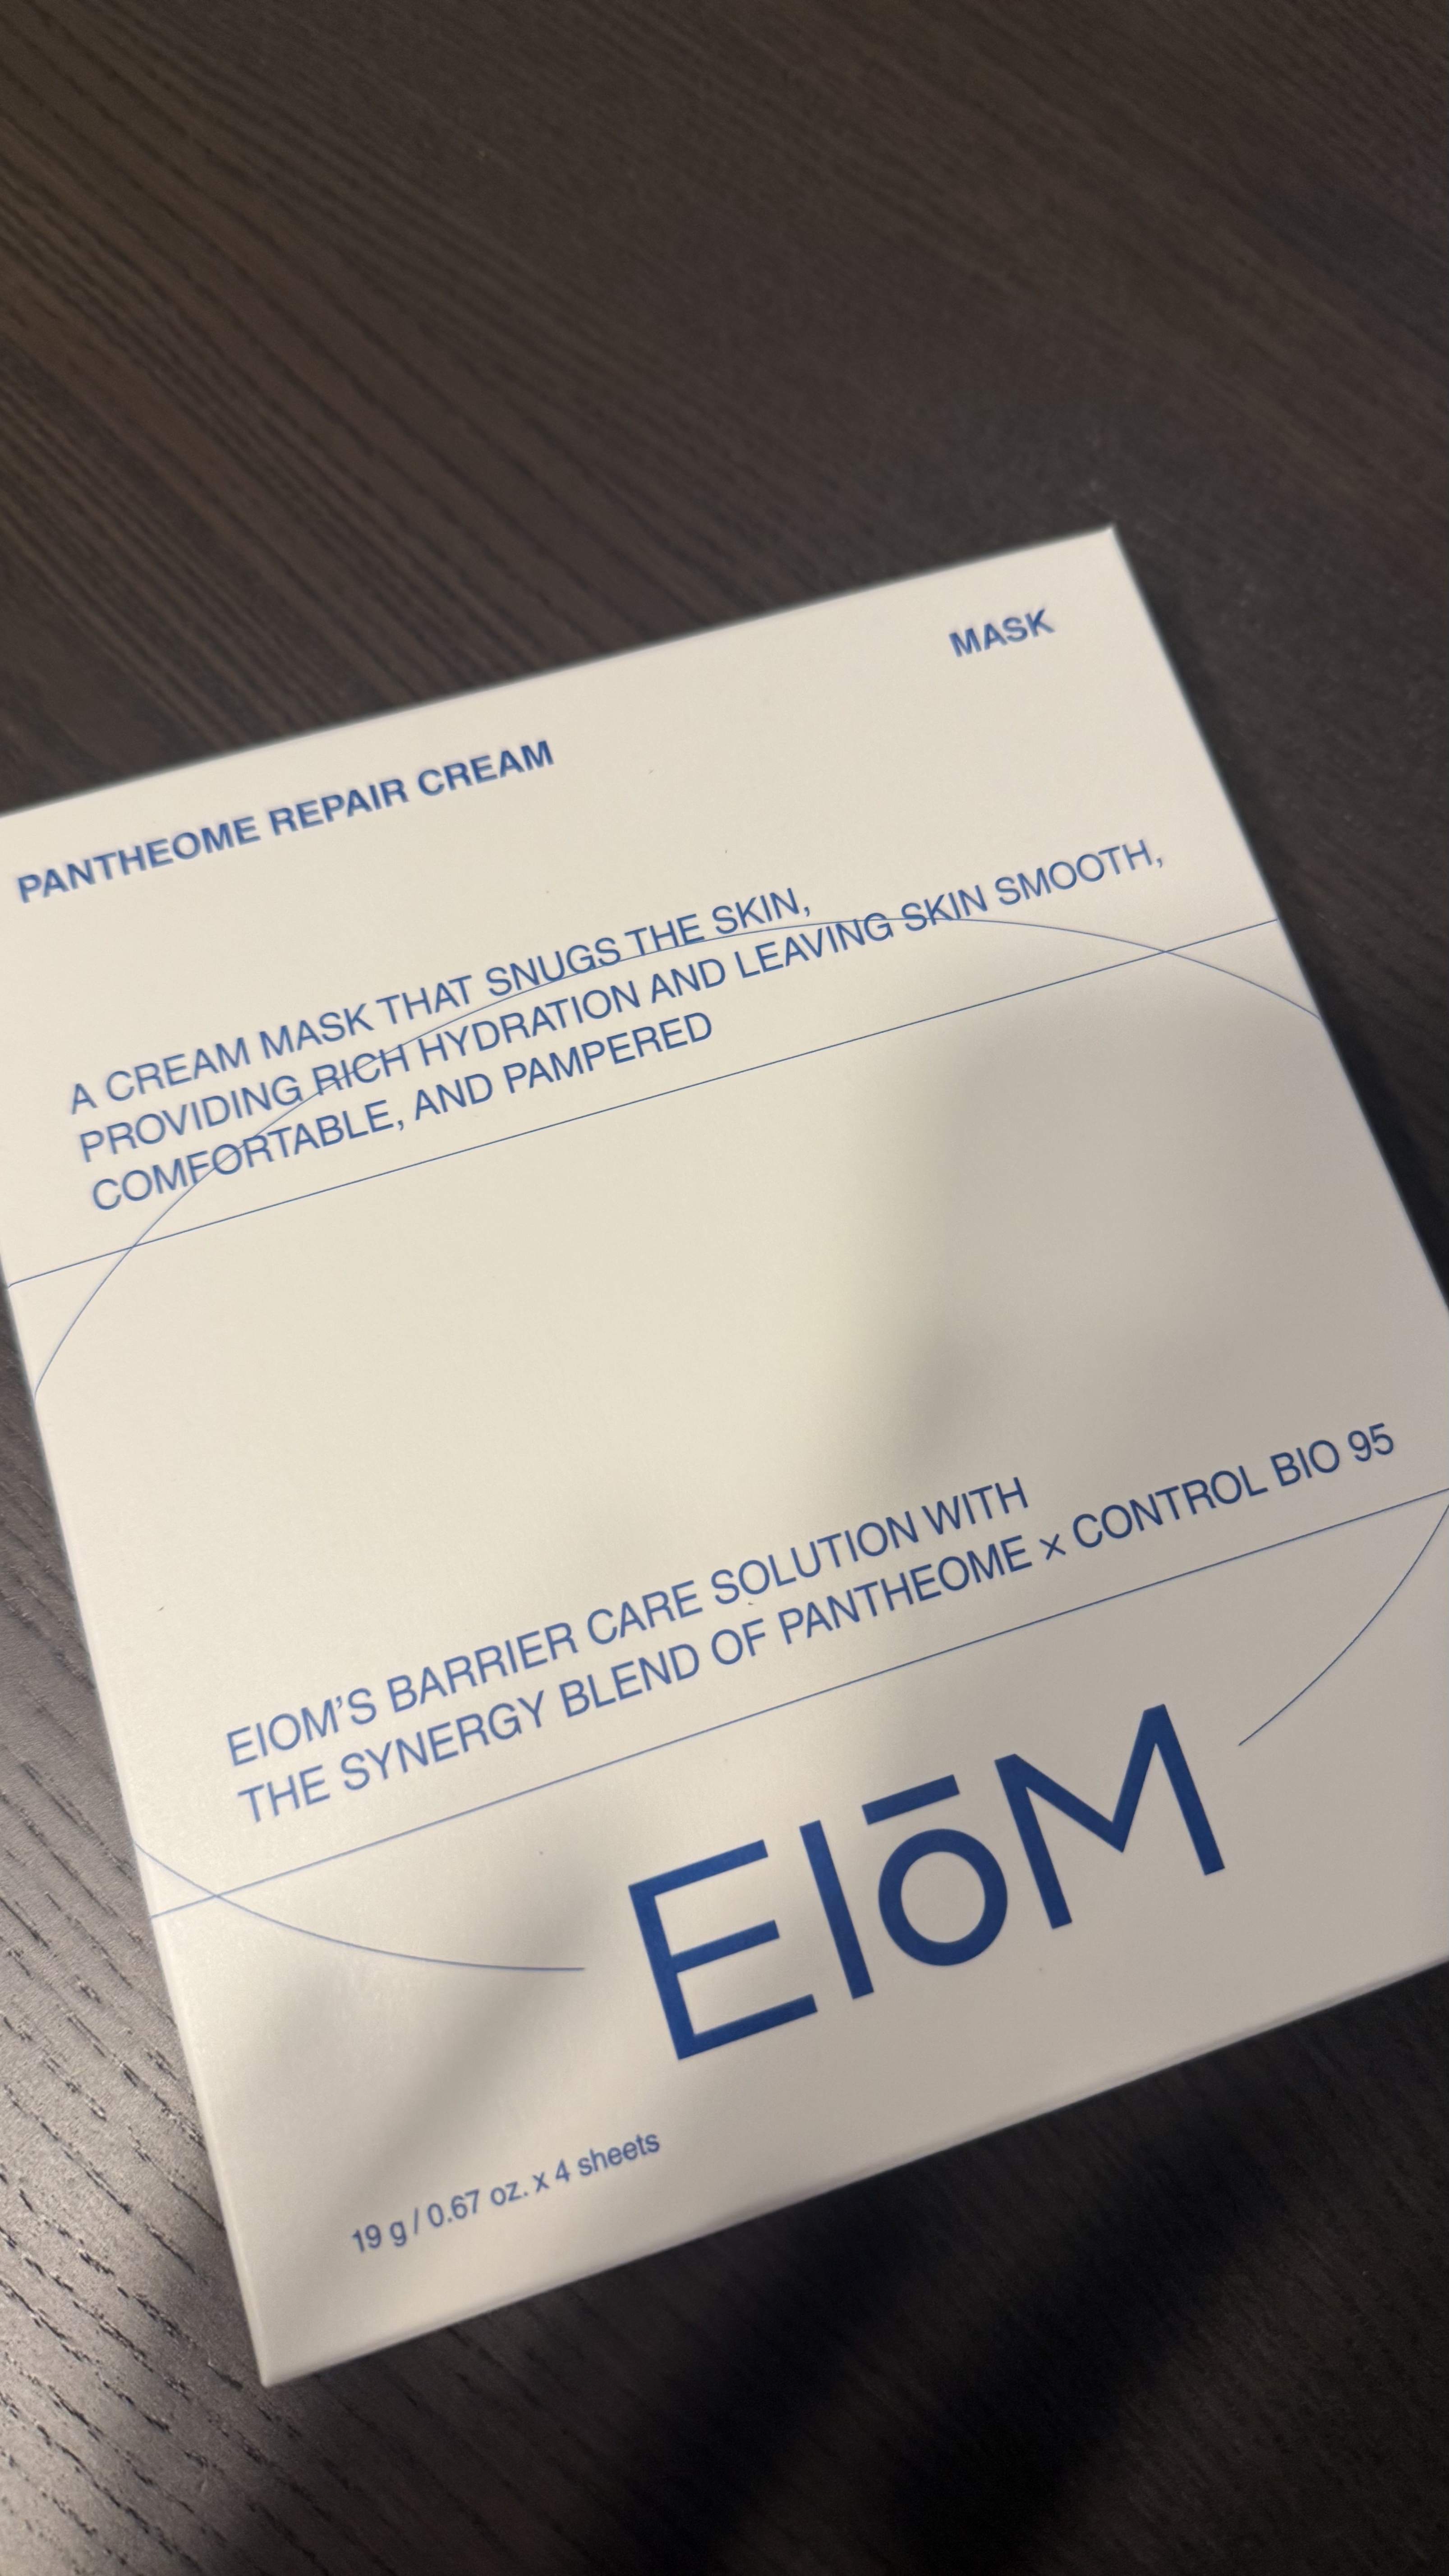 MASK
PANTHEOME REPAIR CREAM
A CREAM MASK THAT SNUGS THE SKIN,
PROVIDING RICH HYDRATION AND LEAVING SKIN SMOOTH,
COMFORTABLE, AND PAMPERED
EIOM'S BARRIER CARE SOLUTION WITH
THE SYNERGY BLEND OF PANTHEOME × CONTROL BIO 95
EIōM
19 g / 0.67 oz. x 4 sheets